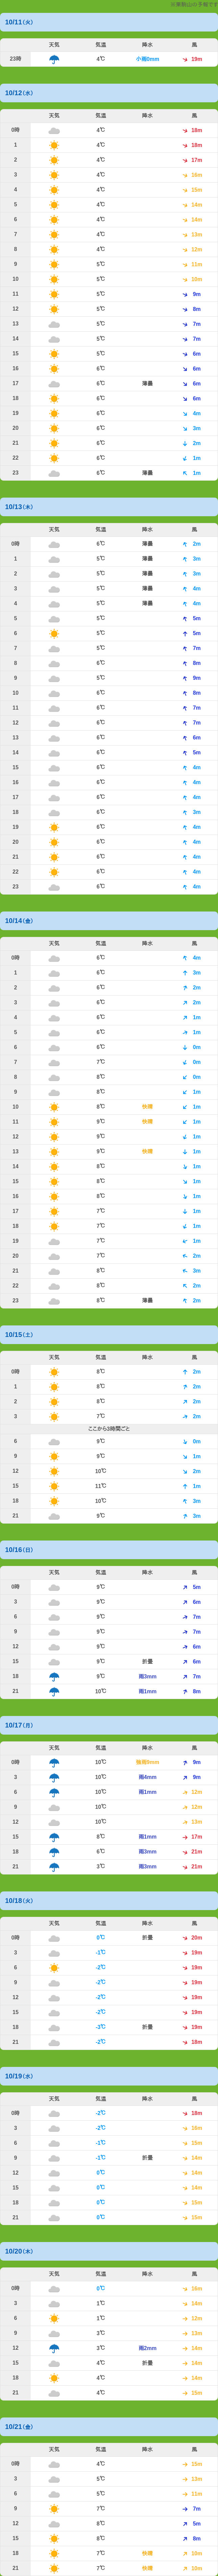 10/11(火)
天気 気温 降水 風
23時 4℃ 小雨0mm 19m
10/12(水)
天気 気温 降水 風
0時 4℃ 18m
1 4℃ 18m
2 4℃ 17m
3 4℃ 16m
4 4℃ 15m
5 4℃ 14m
6 4℃ 14m
7 4℃ 13m
8 4℃ 12m
9 5℃ 11m
10 5℃ 10m
11 5℃ 9m
12 5℃ 8m
13 5℃ 7m
14 5℃ 7m
15 5℃ 6m
16 6℃ 6m
17 6℃ 薄曇 6m
18 6℃ 6m
19 6℃ 4m
20 6℃ 3m
21 6℃ 2m
22 6℃ 1m
23 6℃ 薄曇 1m
10/13(木)
天気 気温 降水 風
0時 6℃ 薄曇 2m
1 5℃ 薄曇 3m
2 5℃ 薄曇 3m
3 5℃ 薄曇 4m
4 5℃ 薄曇 4m
5 5℃ 5m
6 5℃ 5m
7 5℃ 7m
8 6℃ 8m
9 5℃ 9m
10 6℃ 8m
11 6℃ 7m
12 6℃ 7m
13 6℃ 6m
14 6℃ 5m
15 6℃ 4m
16 6℃ 4m
17 6℃ 4m
18 6℃ 3m
19 6℃ 4m
20 6℃ 4m
21 6℃ 4m
22 6℃ 4m
23 6℃ 4m
10/14(金)
天気 気温 降水 風
0時 6℃ 4m
1 6℃ 3m
2 6℃ 2m
3 6℃ 2m
4 6℃ 1m
5 6℃ 1m
6 7℃ 0m
7 7℃ 0m
8 8℃ 0m
9 8℃ 1m
10 8℃ 快晴 1m
11 9℃ 快晴 1m
12 9℃ 1m
13 9℃ 快晴 1m
14 8℃ 1m
15 8℃ 1m
16 8℃ 1m
17 7℃ 1m
18 7℃ 1m
19 7℃ 1m
20 7℃ 2m
21 8℃ 3m
22 8℃ 2m
23 8℃ 薄曇 2m
10/15(土)
天気 気温 降水 風
0時 8℃ 2m
1 8℃ 2m
2 8℃ 2m
3 7℃ 2m
ここから3時間ごと
6 9℃ 0m
9 9℃ 1m
12 10℃ 2m
15 11℃ 1m
18 10℃ 3m
21 9℃ 3m
10/16(日)
天気 気温 降水 風
0時 9℃ 5m
3 9℃ 6m
6 9℃ 7m
9 9℃ 7m
12 9℃ 6m
15 9℃ 折曇 6m
18 9℃ 雨3mm 7m
21 10℃ 雨1mm 8m
10/17(月)
天気 気温 降水 風
0時 10℃ 強雨8mm 9m
3 10℃ 雨4mm 9m
6 10℃ 雨1mm 12m
9 10℃ 12m
12 10℃ 13m
15 8℃ 雨1mm 17m
18 6℃ 雨3mm 21m
21 3℃ 雨3mm 21m
10/18(火)
天気 気温 降水 風
0時 0℃ 折曇 20m
3 -1℃ 19m
6 -2℃ 19m
9 -2℃ 19m
12 -2℃ 19m
15 -2℃ 19m
18 -3℃ 折曇 19m
21 -2℃ 18m
10/19(水)
天気 気温 降水 風
0時 -2℃ 18m
3 -2℃ 16m
6 -1℃ 15m
9 -1℃ 折曇 14m
12 0℃ 14m
15 0℃ 14m
18 0℃ 15m
21 0℃ 15m
10/20(木)
天気 気温 降水 風
0時 0℃ 16m
3 1℃ 14m
6 1℃ 12m
9 3℃ 13m
12 3℃ 雨2mm 14m
15 4℃ 折曇 14m
18 4℃ 14m
21 4℃ 15m
10/21(金)
天気 気温 降水 風
0時 4℃ 15m
3 5℃ 13m
6 5℃ 11m
9 7℃ 7m
12 8℃ 5m
15 8℃ 8m
18 7℃ 快晴 10m
21 7℃ 快晴 10m